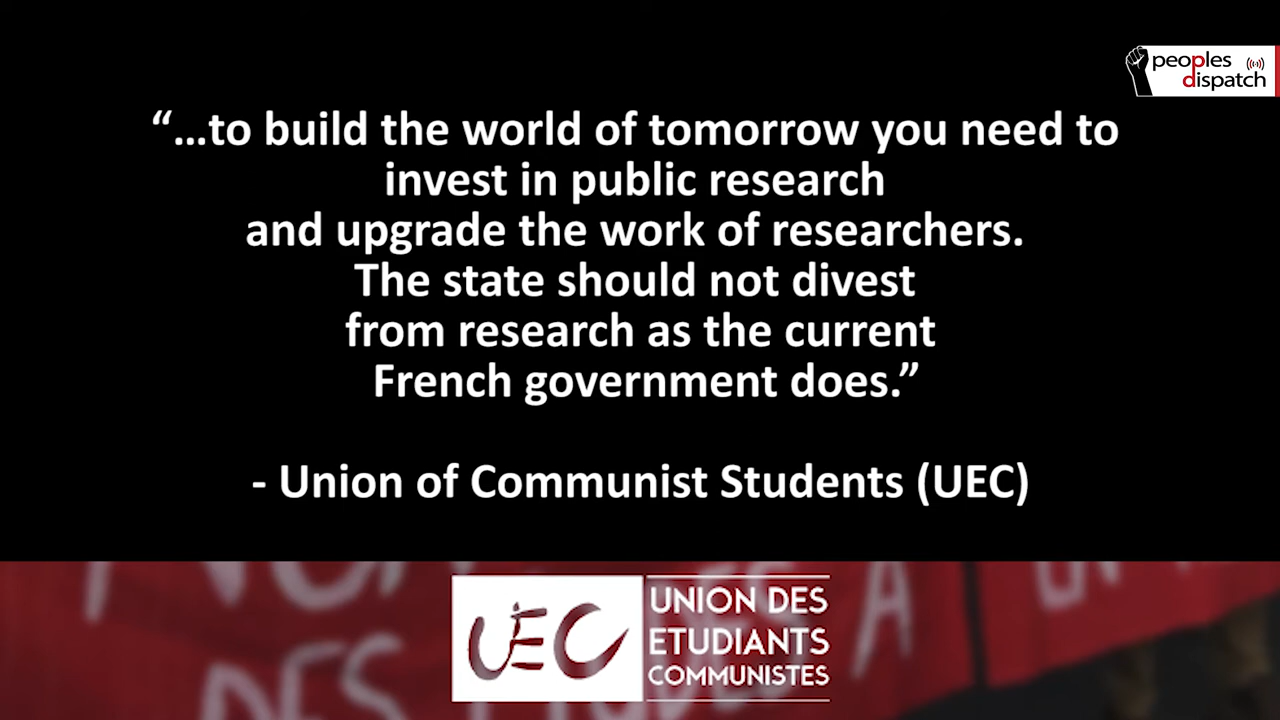 peoples
dispatch
“...to build the world of tomorrow you need to
invest in public research
and upgrade the work of researchers.
The state should not divest
from research as the current
French government does.”
- Union of Communist Students (UEC)
UEC
UNION DES
ETUDIANTS
COMMUNISTES
DES
A